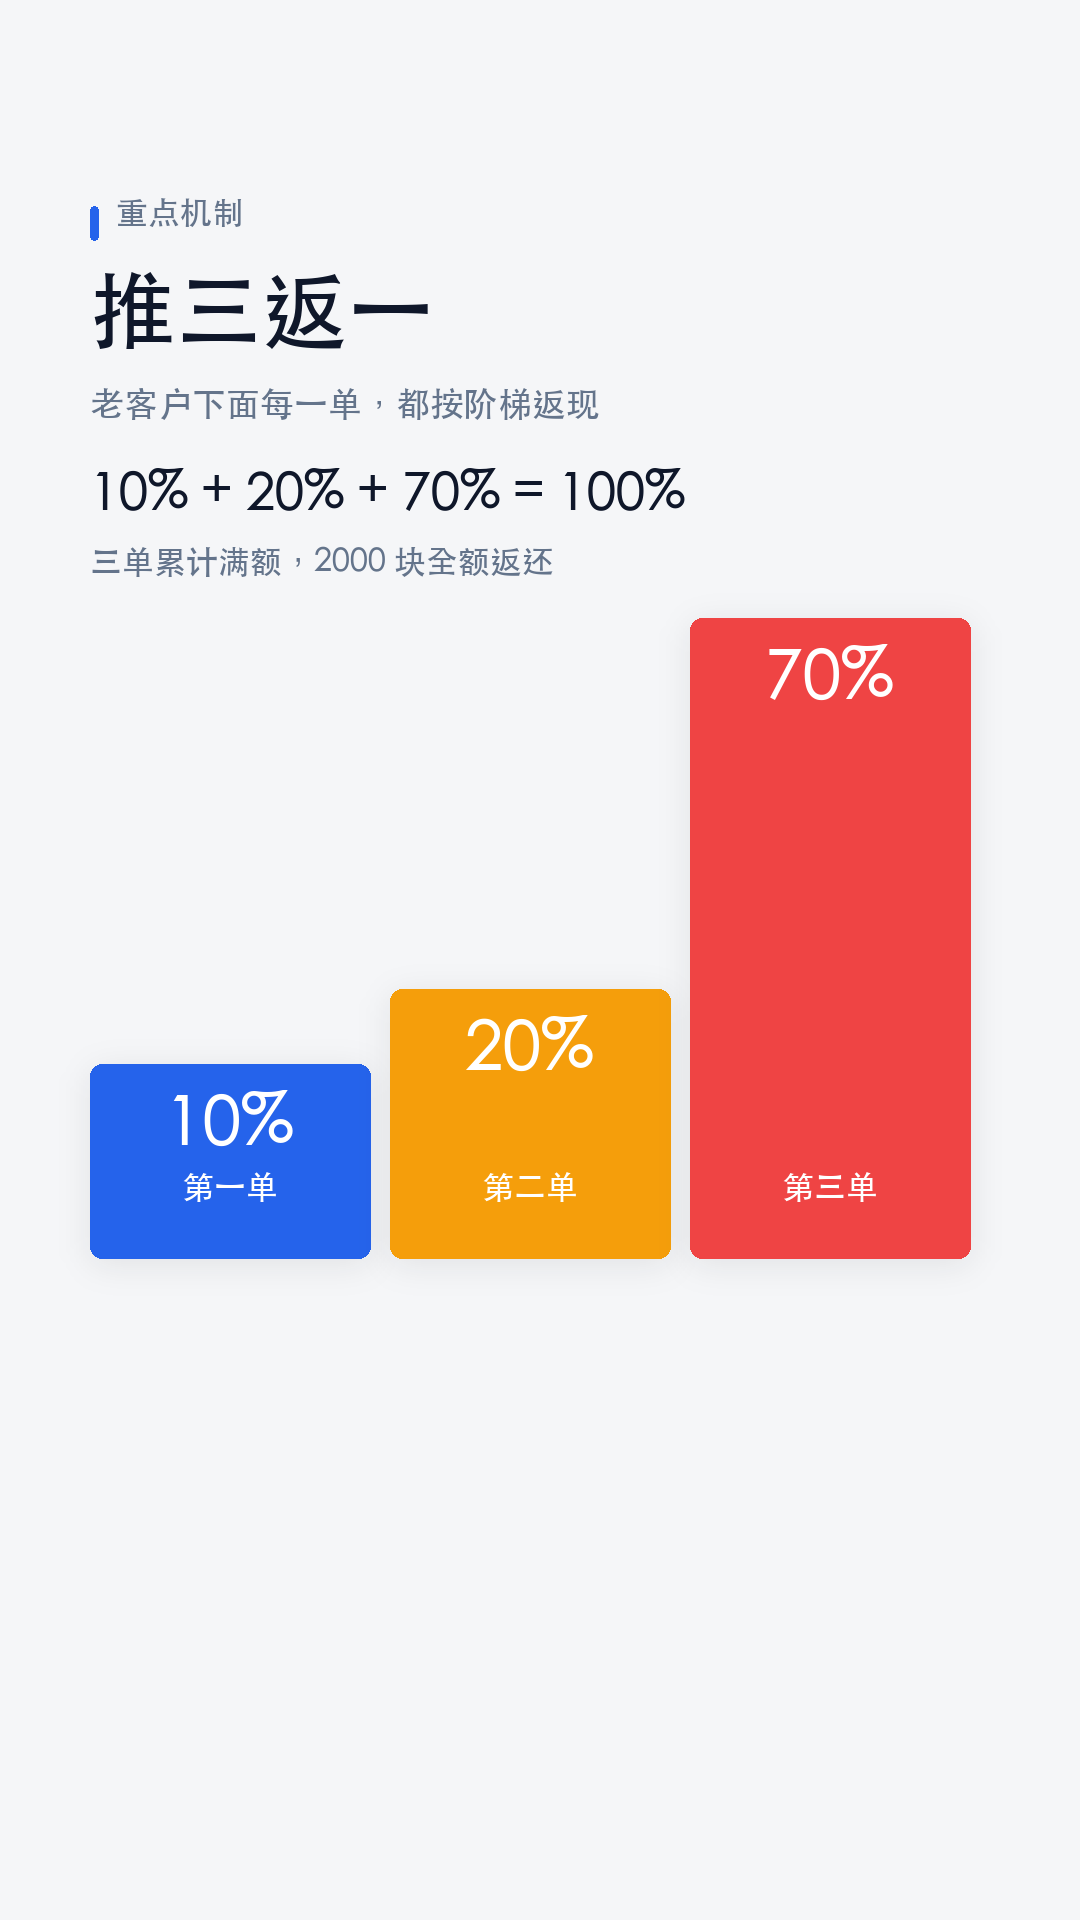 重点机制
推三返一
老客户下面每一单，都按阶梯返现
10% + 20% + 70% = 100%
三单累计满额，2000 块全额返还
70%
20%
10%
第一单
第二单
第三单